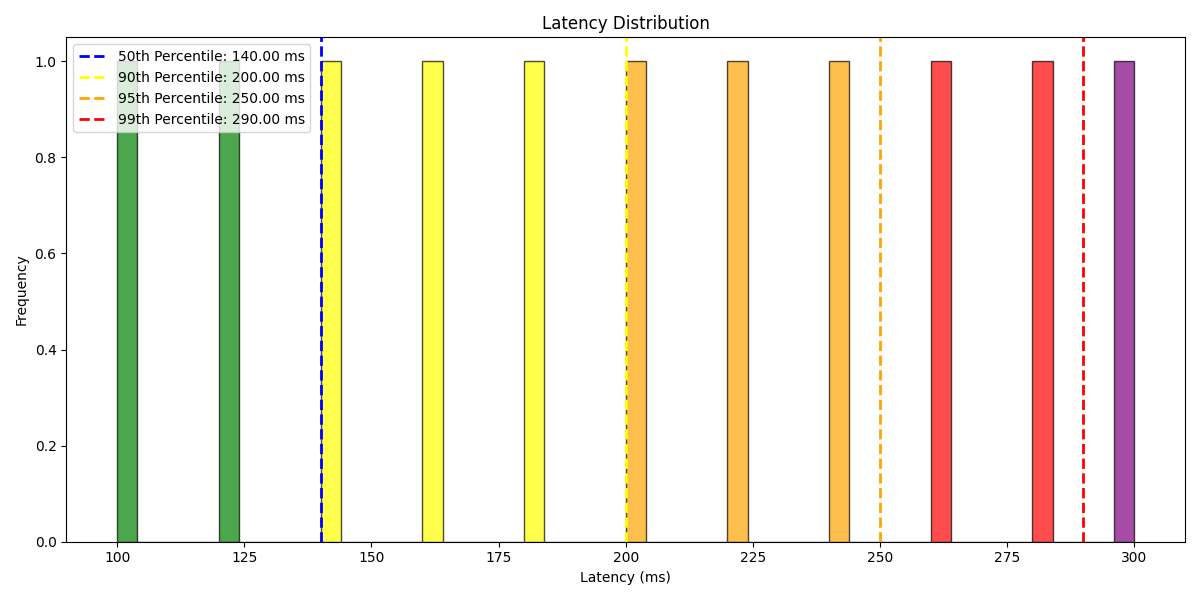 Latency Distribution
50th Percentile: 140.00 ms
90th Percentile: 200.00 ms
95th Percentile: 250.00 ms
99th Percentile: 290.00 ms
1.0
0.8
0.6
0.4
0.2
0.0
Frequency
100 125 150 175 200 225 250 275 300
Latency (ms)